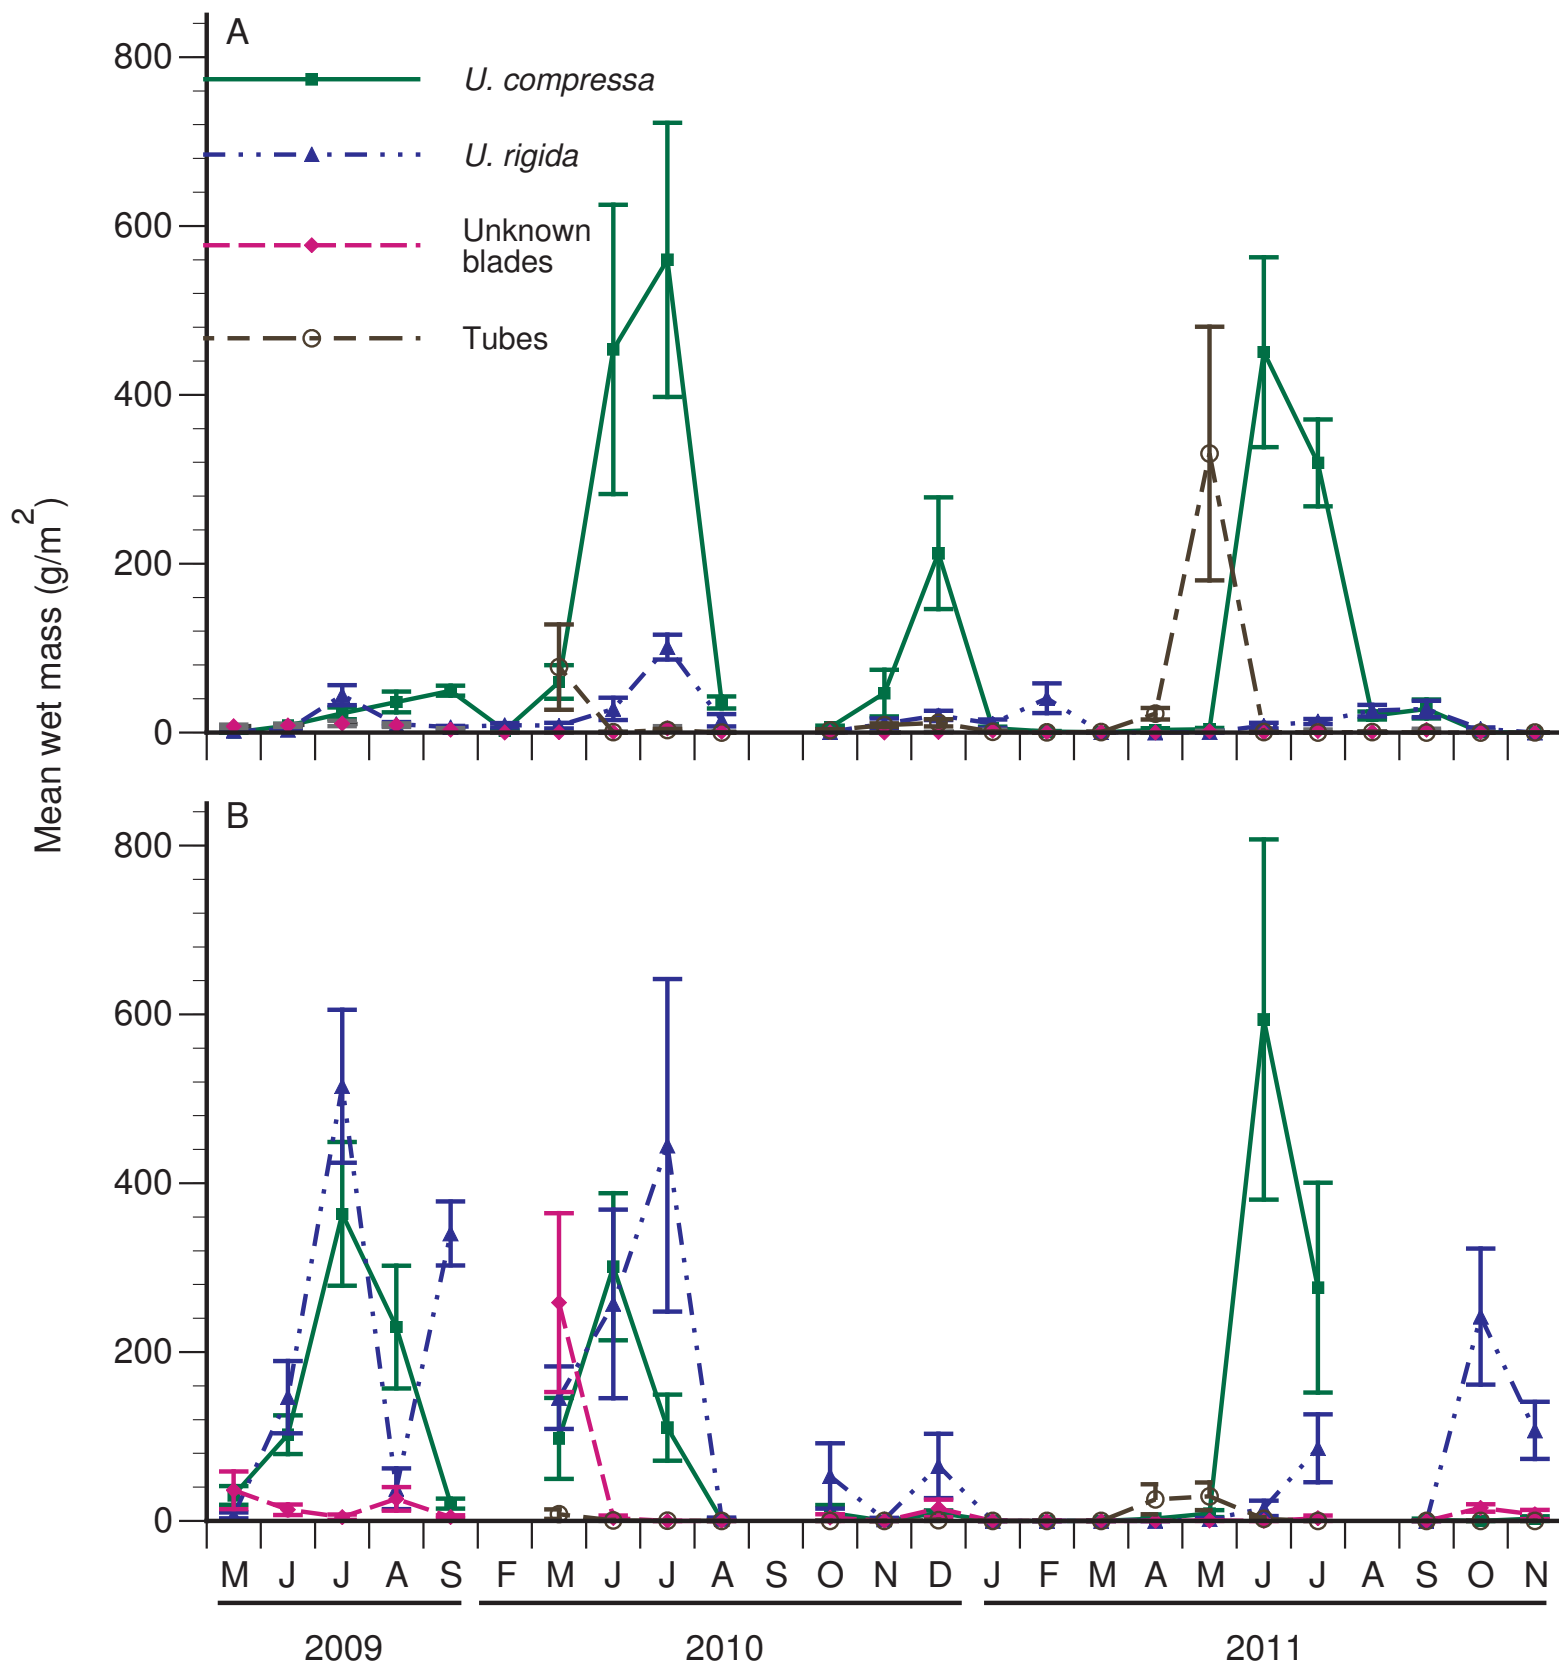 A
800
600
400
200
0
U. compressa
U. rigida
Unknown
blades
Tubes
Mean wet mass (g/m2)
B
800
600
400
200
0
M J J A S F M J J A S O N D J F M A M J J A S O N
2009 2010 2011